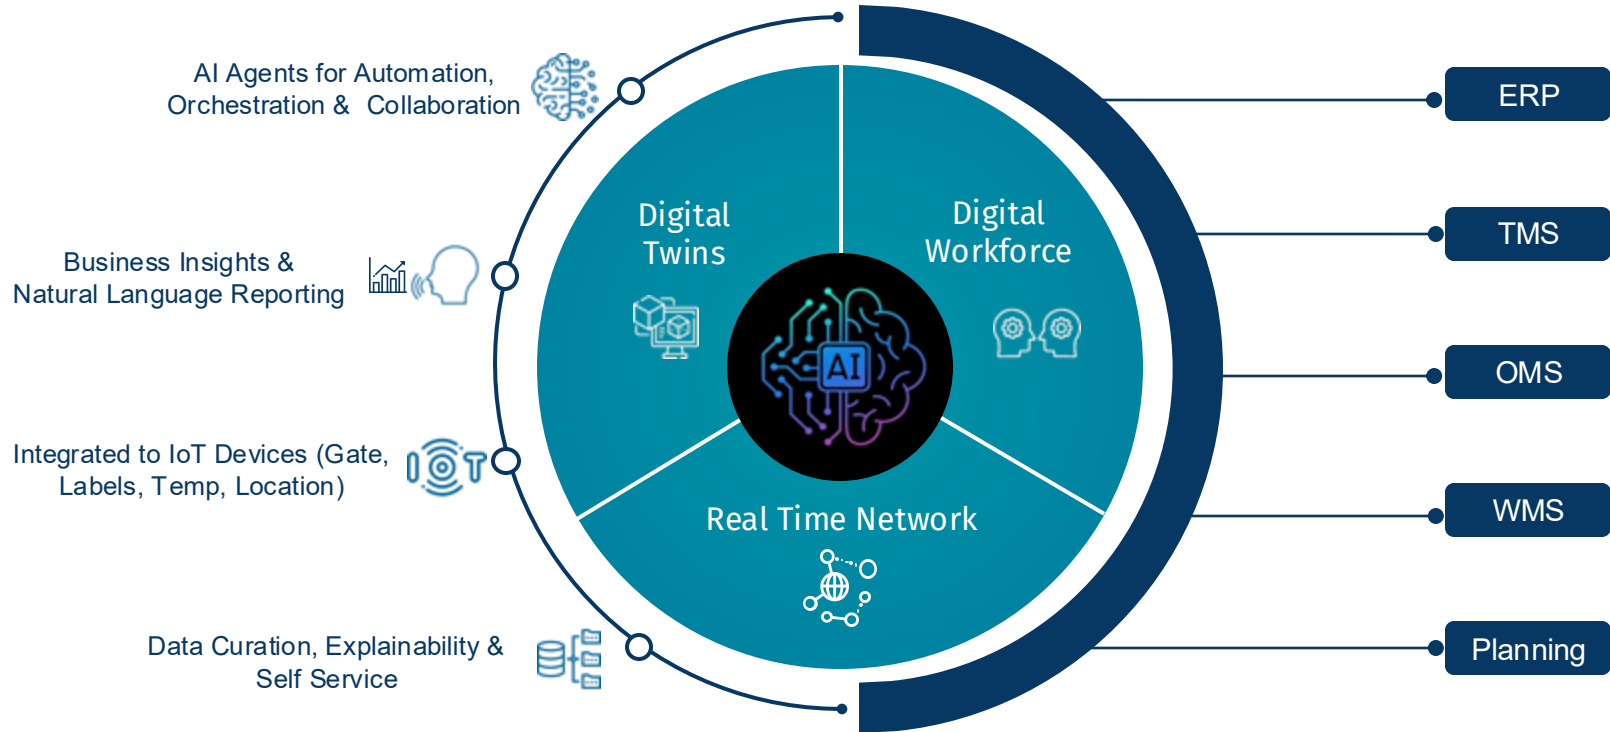 AI Agents for Automation,
Orchestration & Collaboration
Business Insights &
Natural Language Reporting
Integrated to IoT Devices (Gate,
Labels, Temp, Location)
IOT
Data Curation, Explainability &
Self Service
Digital
Twins
Digital
Workforce
AI
Real Time Network
ERP
TMS
OMS
WMS
Planning